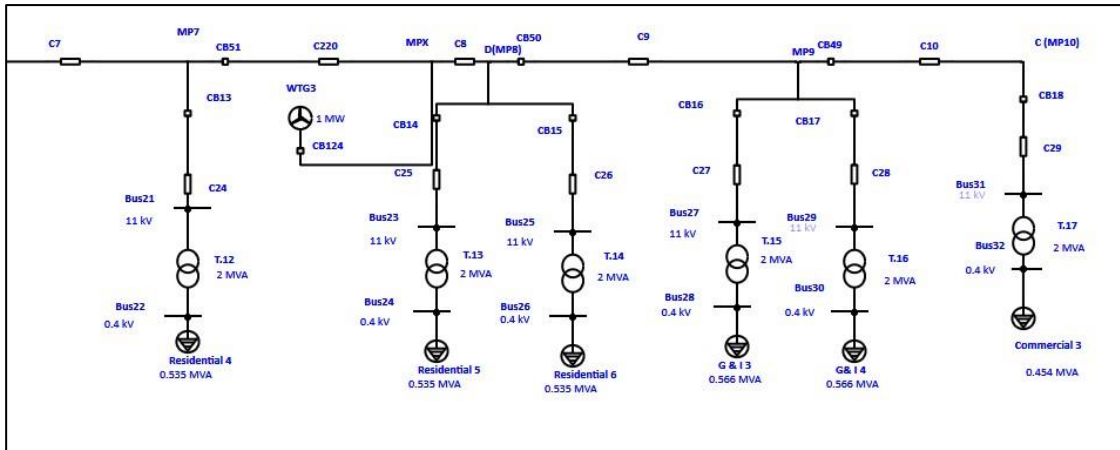 C7
MP7
CB51
C220
MPX
C8
D(MP8)
CB50
C9
MP9
CB49
C10
C (MP10)
CB13
WTG3
1 MW
CB124
CB14
CB15
CB16
CB17
CB18
C24
C25
C26
C27
C28
C29
Bus21
11 kV
Bus23
11 kV
Bus25
11 kV
Bus27
11 kV
Bus29
11 kV
Bus31
11 kV
T.12
2 MVA
T.13
2 MVA
T.14
2 MVA
T.15
2 MVA
T.16
2 MVA
T.17
2 MVA
Bus22
0.4 kV
Bus24
0.4 kV
Bus26
0.4 kV
Bus28
0.4 kV
Bus30
0.4 kV
Bus32
0.4 kV
Residential 4
0.535 MVA
Residential 5
0.535 MVA
Residential 6
0.535 MVA
G & I 3
0.566 MVA
G& I 4
0.566 MVA
Commercial 3
0.454 MVA